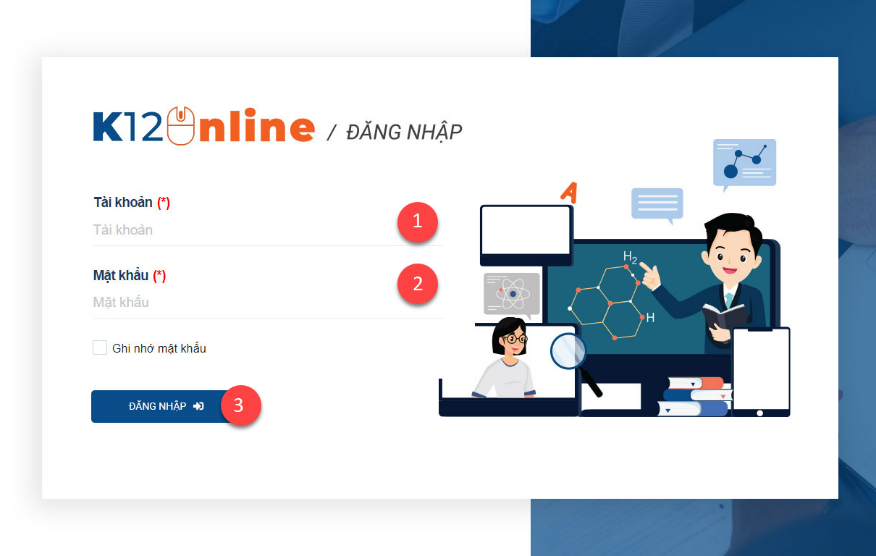 K12Online / ĐĂNG NHẬP
Tài khoản (*)
Tài khoản
1
Mật khẩu (*)
Mật khẩu
2
Ghi nhớ mật khẩu
ĐĂNG NHẬP
3
A
H2
H